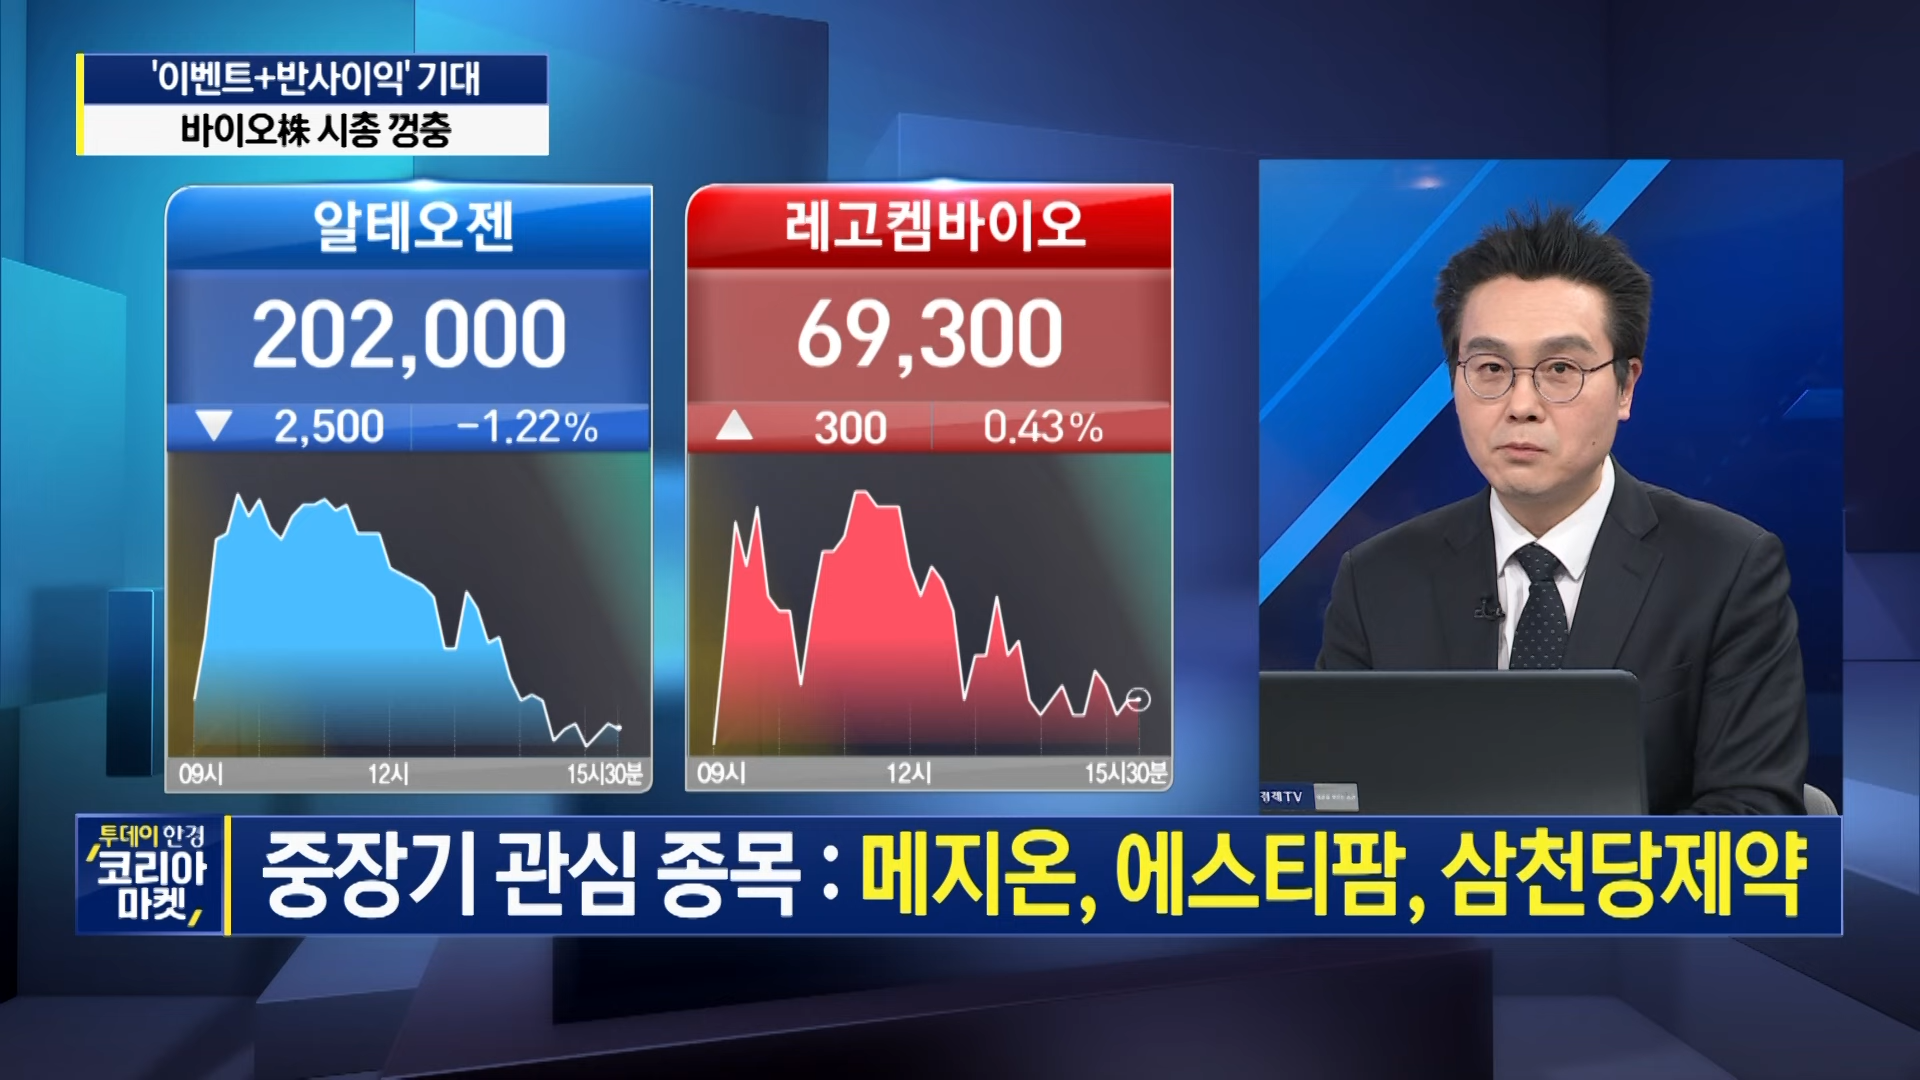 '이벤트+반사이익' 기대
바이오株 시총 껑충
알테오젠
202,000
▼ 2,500 -1.22%
09시 12시 15시30분
레고켐바이오
69,300
▲ 300 0.43%
09시 12시 15시30분
경제TV
투데이 한경
코리아
마켓
중장기 관심 종목 : 메지온, 에스티팜, 삼천당제약